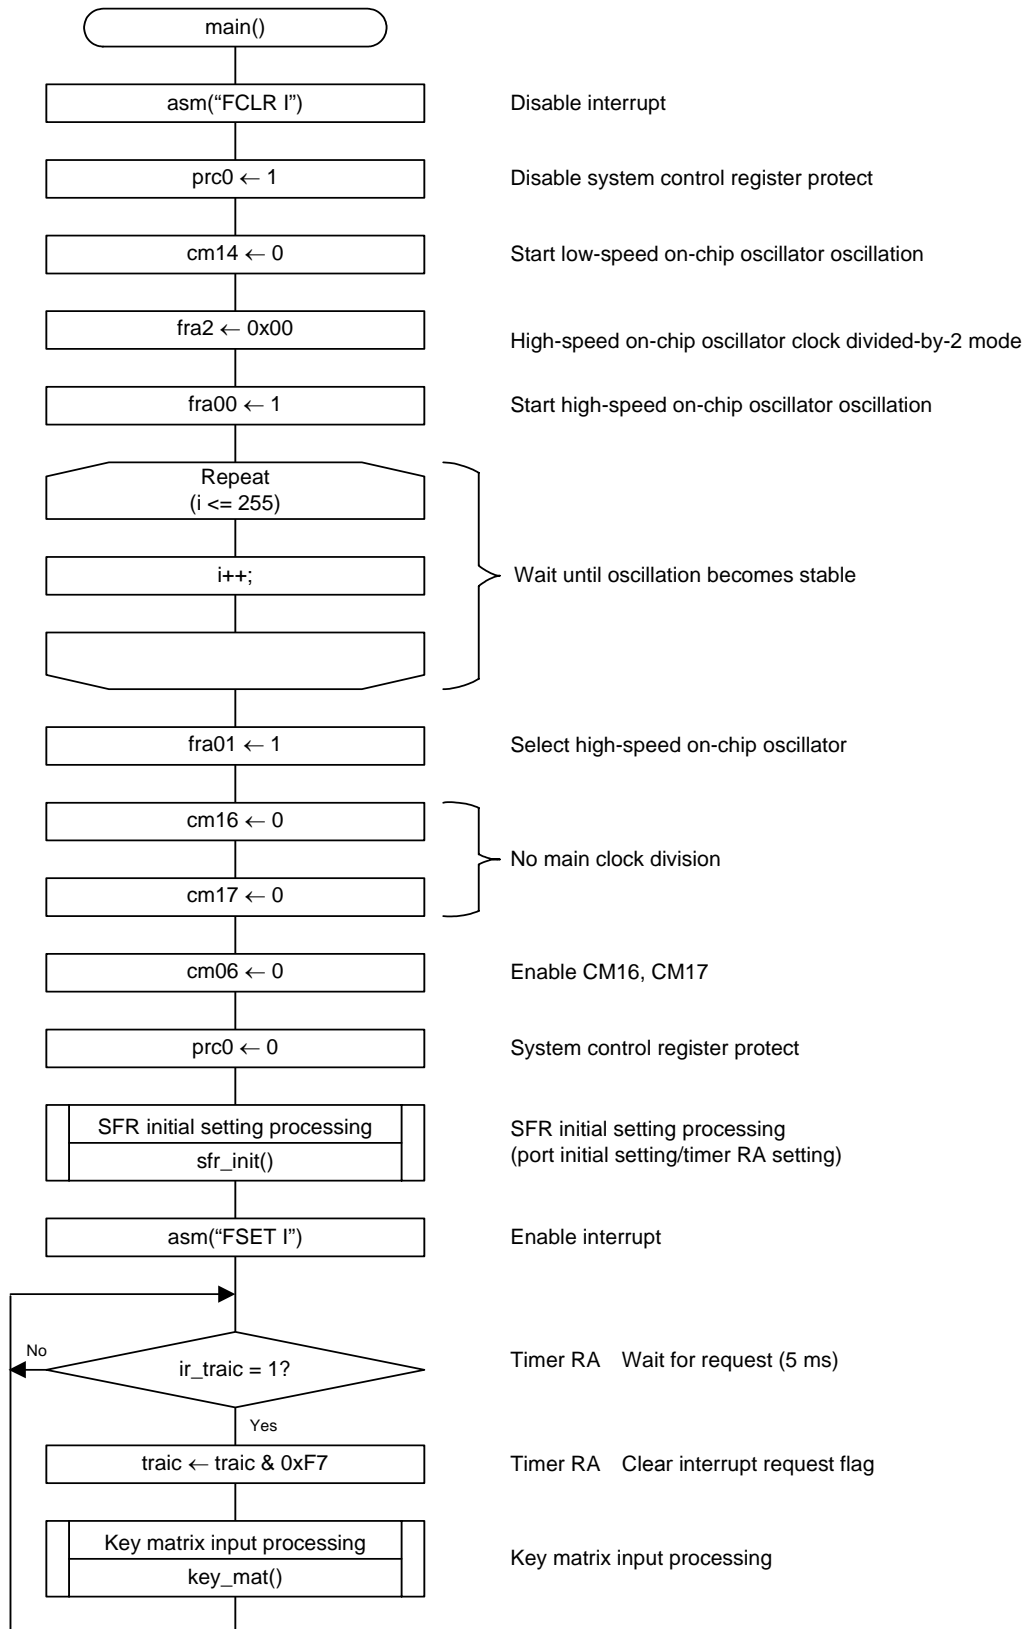 main()
asm(“FCLR I”)
Disable interrupt
prc0 ← 1
Disable system control register protect
cm14 ← 0
Start low-speed on-chip oscillator oscillation
fra2 ← 0x00
High-speed on-chip oscillator clock divided-by-2 mode
fra00 ← 1
Start high-speed on-chip oscillator oscillation
Repeat
(i <= 255)
i++;
Wait until oscillation becomes stable
fra01 ← 1
Select high-speed on-chip oscillator
cm16 ← 0
No main clock division
cm17 ← 0
cm06 ← 0
Enable CM16, CM17
prc0 ← 0
System control register protect
SFR initial setting processing
sfr_init()
SFR initial setting processing
(port initial setting/timer RA setting)
asm(“FSET I”)
Enable interrupt
No
ir_traic = 1?
Timer RA Wait for request (5 ms)
Yes
traic ← traic & 0xF7
Timer RA Clear interrupt request flag
Key matrix input processing
key_mat()
Key matrix input processing